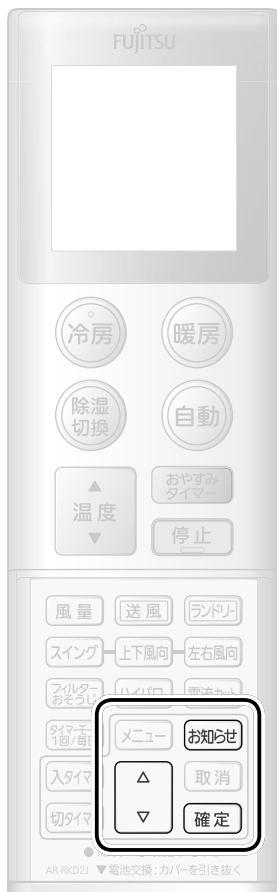 FUJITSU
冷房
暖房
除湿
切換
自動
▲
温度
▼
おやすみ
タイマー
停止
風量
送風
ランドリー
スイング
上下風向
左右風向
フィルター
おそうじ
ハイパワ
電流カット
タイマーモー
1回/毎日
メニュー
お知らせ
入タイマ
△
▽
取消
切タイマ
確定
AR-RKD2J ▼電池交換:カバーを引き抜く